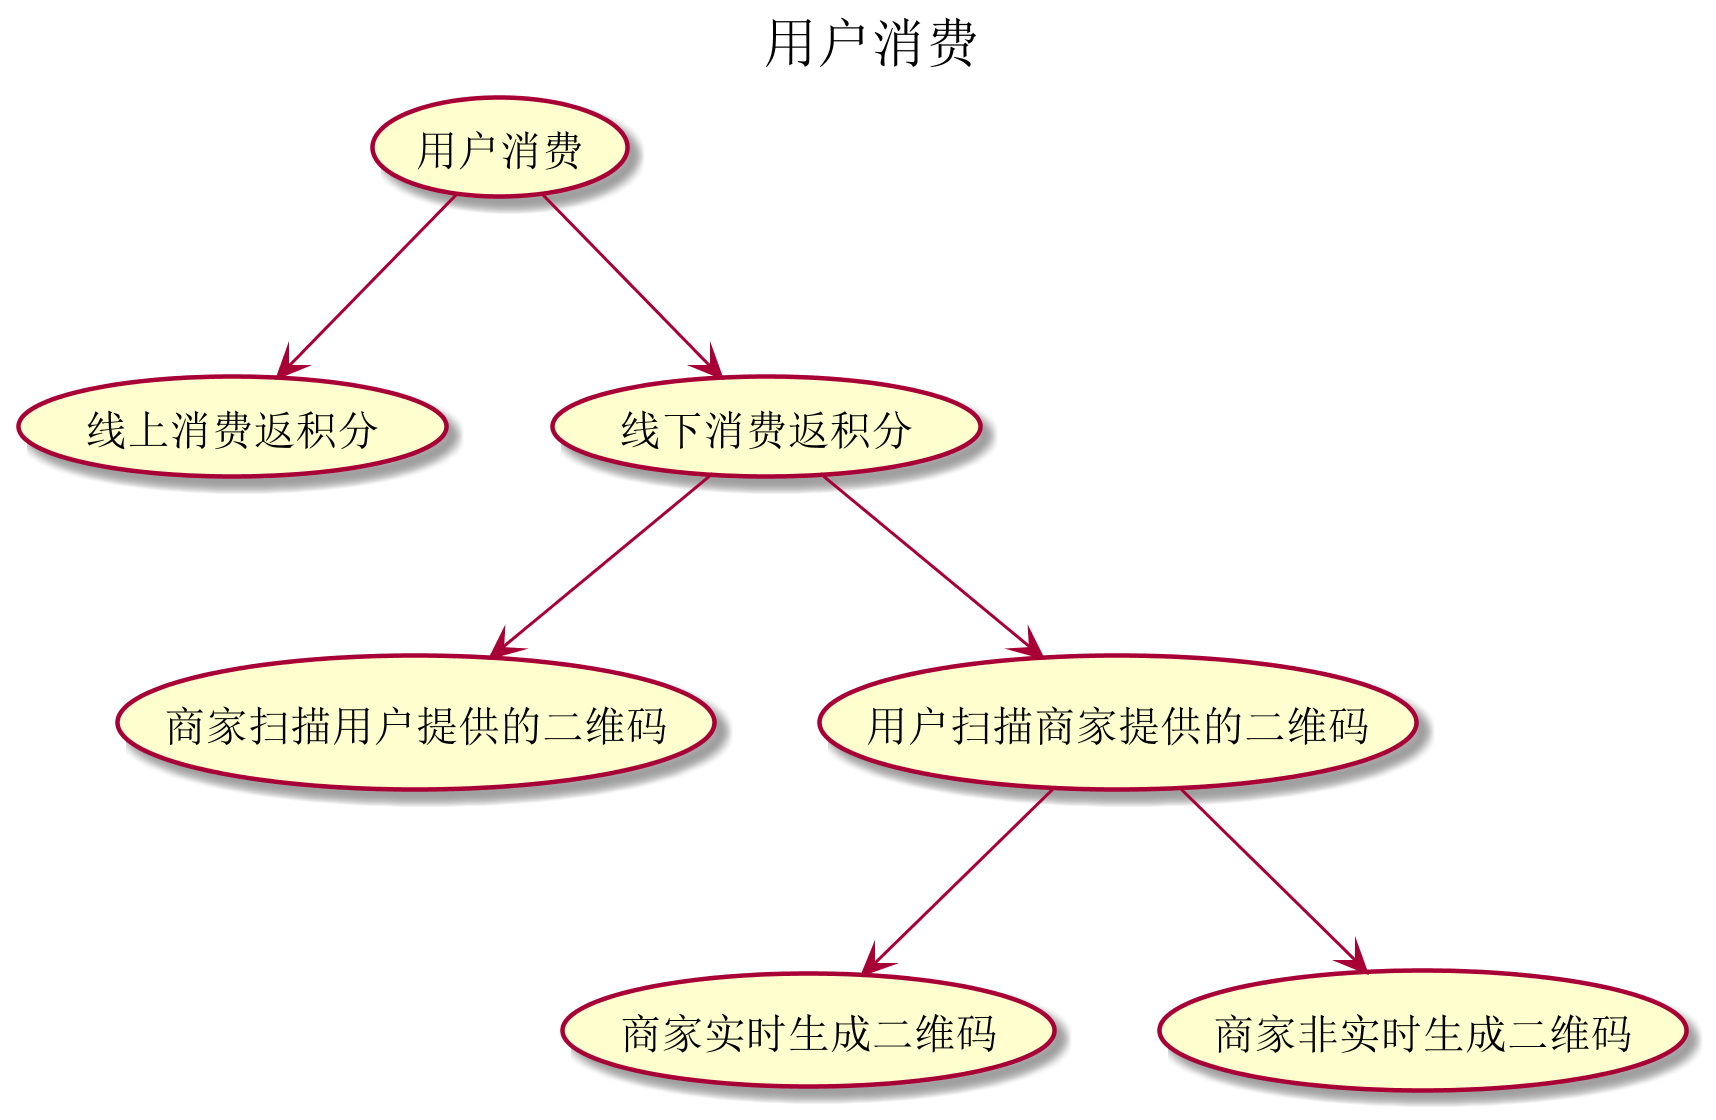 用户消费
用户消费
线上消费返积分
线下消费返积分
商家扫描用户提供的二维码
用户扫描商家提供的二维码
商家实时生成二维码
商家非实时生成二维码